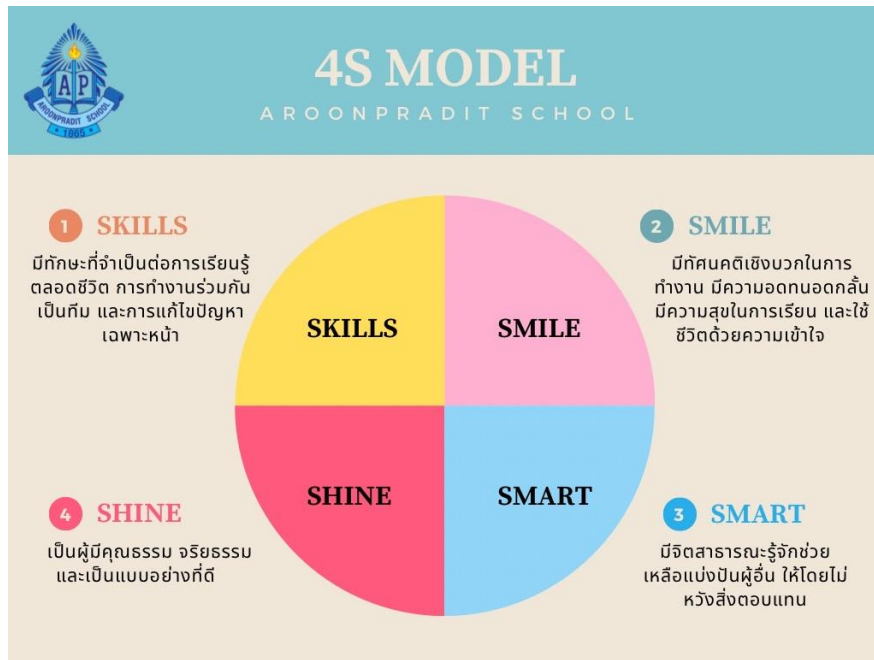 AP
AROONPRADIT SCHOOL
1865
4S MODEL
AROONPRADIT SCHOOL
1 SKILLS
มีทักษะที่จำเป็นต่อการเรียนรู้
ตลอดชีวิต การทำงานร่วมกัน
เป็นทีม และการแก้ไขปัญหา
เฉพาะหน้า
2 SMILE
มีทัศนคติเชิงบวกในการ
ทำงาน มีความอดทนอดกลั้น
มีความสุขในการเรียน และใช้
ชีวิตด้วยความเข้าใจ
SKILLS
SMILE
SHINE
SMART
4 SHINE
เป็นผู้มีคุณธรรม จริยธรรม
และเป็นแบบอย่างที่ดี
3 SMART
มีจิตสาธารณะรู้จักช่วย
เหลือแบ่งปันผู้อื่น ให้โดยไม่
หวังสิ่งตอบแทน